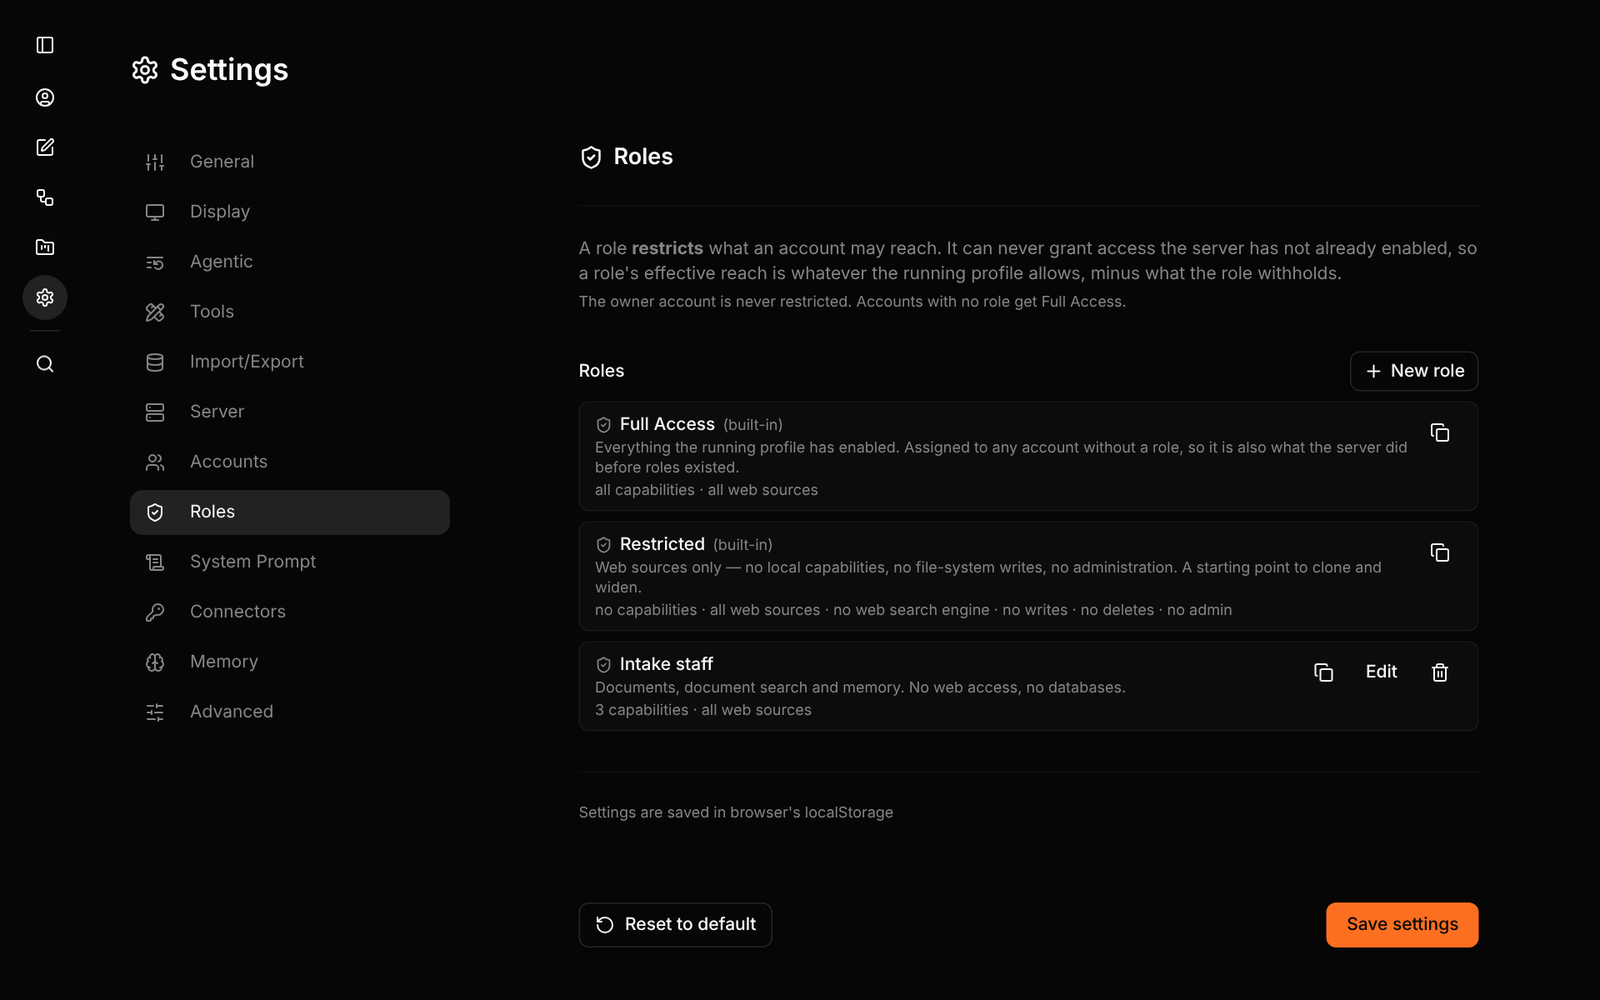 Settings
General
Display
Agentic
Tools
Import/Export
Server
Accounts
Roles
System Prompt
Connectors
Memory
Advanced
Roles
A role restricts what an account may reach. It can never grant access the server has not already enabled, so
a role's effective reach is whatever the running profile allows, minus what the role withholds.
The owner account is never restricted. Accounts with no role get Full Access.
Roles
New role
Full Access (built-in)
Everything the running profile has enabled. Assigned to any account without a role, so it is also what the server did
before roles existed.
all capabilities · all web sources
Restricted (built-in)
Web sources only — no local capabilities, no file-system writes, no administration. A starting point to clone and
widen.
no capabilities · all web sources · no web search engine · no writes · no deletes · no admin
Intake staff
Edit
Documents, document search and memory. No web access, no databases.
3 capabilities · all web sources
Settings are saved in browser's localStorage
Reset to default
Save settings